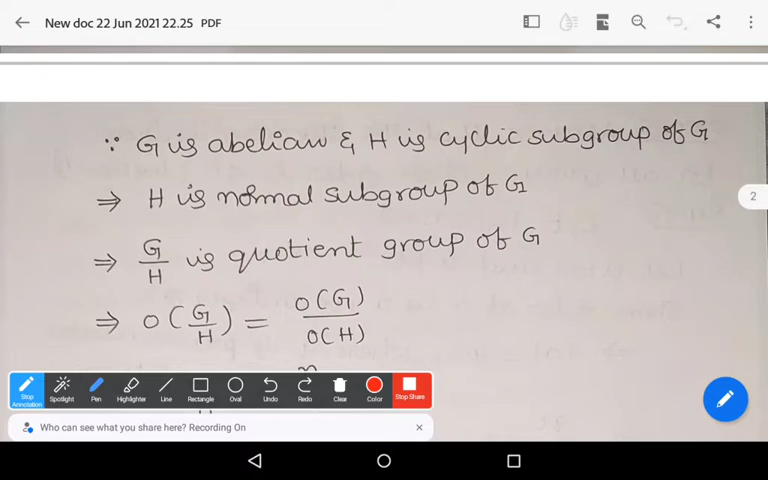 New doc 22 Jun 2021 22.25 PDF
∵ G is abelian & H is cyclic subgroup of G
⇒ H is normal subgroup of G
2
⇒ G/H is quotient group of G
⇒ O(G/H) = O(G)/O(H)
Stop Annotation Spotlight Pen Highlighter Line Rectangle Oval Undo Redo Clear Color Stop Share
Who can see what you share here? Recording On